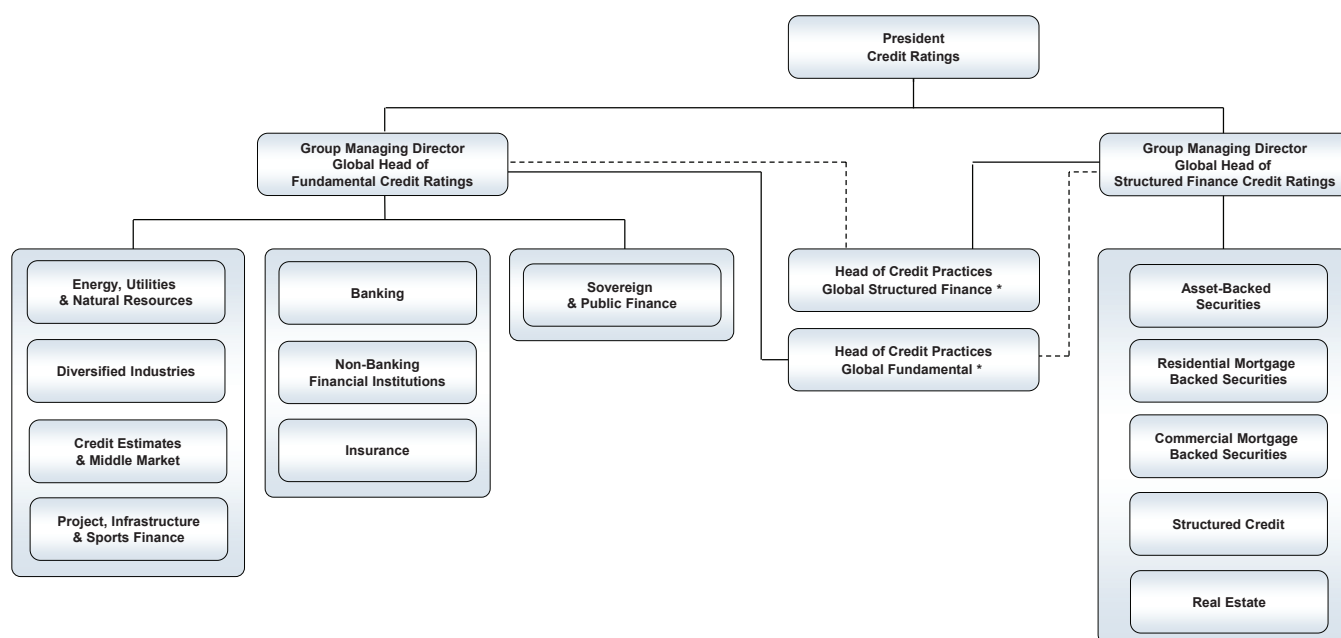 President
Credit Ratings
Group Managing Director
Global Head of
Fundamental Credit Ratings
Group Managing Director
Global Head of
Structured Finance Credit Ratings
Energy, Utilities
& Natural Resources
Diversified Industries
Credit Estimates
& Middle Market
Project, Infrastructure
& Sports Finance
Banking
Non-Banking
Financial Institutions
Insurance
Sovereign
& Public Finance
Head of Credit Practices
Global Structured Finance *
Head of Credit Practices
Global Fundamental *
Asset-Backed
Securities
Residential Mortgage
Backed Securities
Commercial Mortgage
Backed Securities
Structured Credit
Real Estate